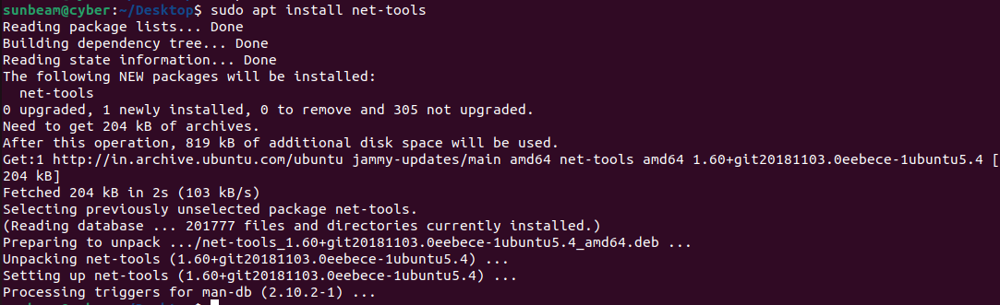 sunbeam@cyber:~/Desktop$ sudo apt install net-tools
Reading package lists... Done
Building dependency tree... Done
Reading state information... Done
The following NEW packages will be installed:
  net-tools
0 upgraded, 1 newly installed, 0 to remove and 305 not upgraded.
Need to get 204 kB of archives.
After this operation, 819 kB of additional disk space will be used.
Get:1 http://in.archive.ubuntu.com/ubuntu jammy-updates/main amd64 net-tools amd64 1.60+git20181103.0eebece-1ubuntu5.4 [
204 kB]
Fetched 204 kB in 2s (103 kB/s)
Selecting previously unselected package net-tools.
(Reading database ... 201777 files and directories currently installed.)
Preparing to unpack .../net-tools_1.60+git20181103.0eebece-1ubuntu5.4_amd64.deb ...
Unpacking net-tools (1.60+git20181103.0eebece-1ubuntu5.4) ...
Setting up net-tools (1.60+git20181103.0eebece-1ubuntu5.4) ...
Processing triggers for man-db (2.10.2-1) ...
sunbeam@cyber:~/Desktop$